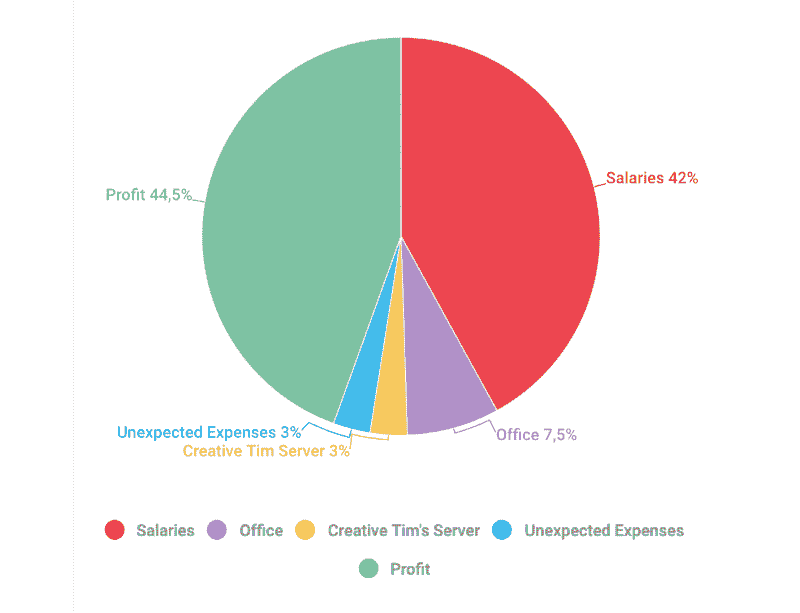 Salaries 42%
Profit 44,5%
Unexpected Expenses 3%
Office 7,5%
Creative Tim Server 3%
Salaries Office Creative Tim's Server Unexpected Expenses
Profit